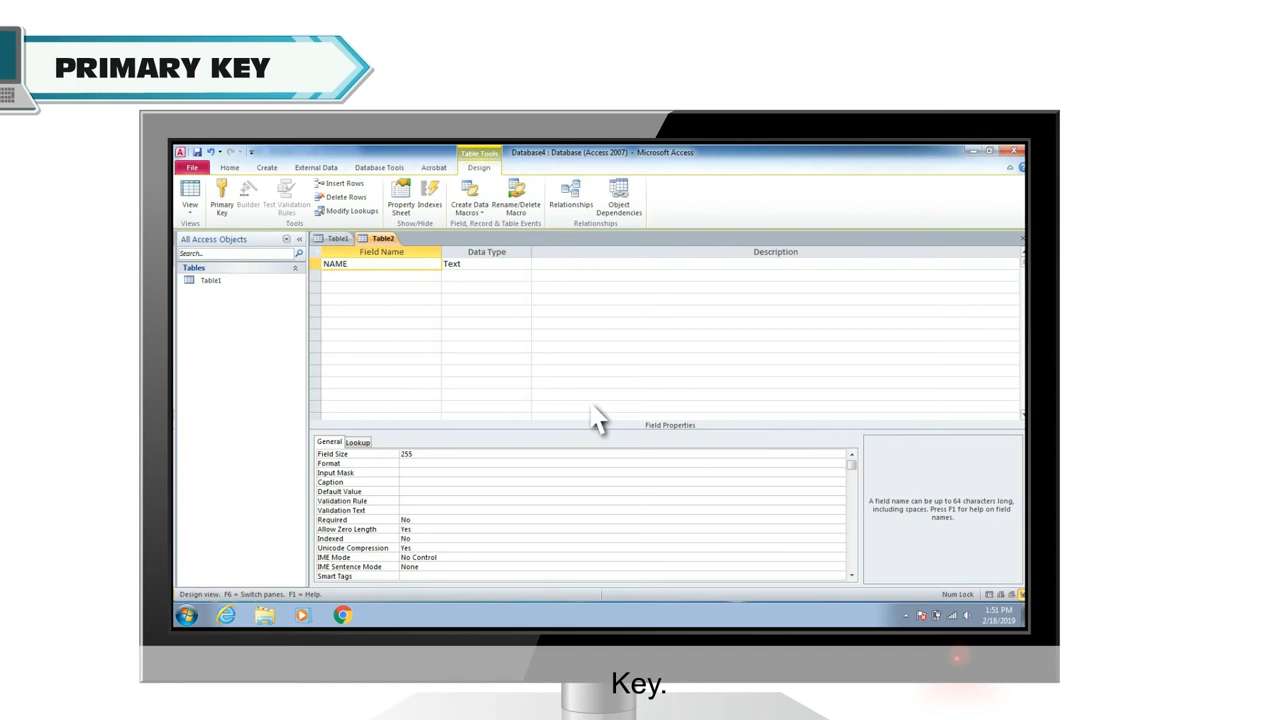 PRIMARY KEY
Table Tools
Database4 : Database (Access 2007) - Microsoft Access
File Home Create External Data Database Tools Acrobat Design
View
Primary Key
Builder
Test Validation Rules
Insert Rows
Delete Rows
Modify Lookups
Property Sheet
Indexes
Create Data Macros
Rename/Delete Macro
Relationships
Object Dependencies
Views Tools Show/Hide Field, Record & Table Events Relationships
All Access Objects
Table1 Table2
Search...
Field Name Data Type Description
NAME Text
Tables
Table1
Field Properties
General Lookup
Field Size 255
Format
Input Mask
Caption
Default Value
Validation Rule
Validation Text
Required No
Allow Zero Length Yes
Indexed No
Unicode Compression Yes
IME Mode No Control
IME Sentence Mode None
Smart Tags
A field name can be up to 64 characters long,
including spaces. Press F1 for help on field
names.
Design view. F6 = Switch panes. F1 = Help.
Num Lock
1:51 PM
2/18/2019
Key.